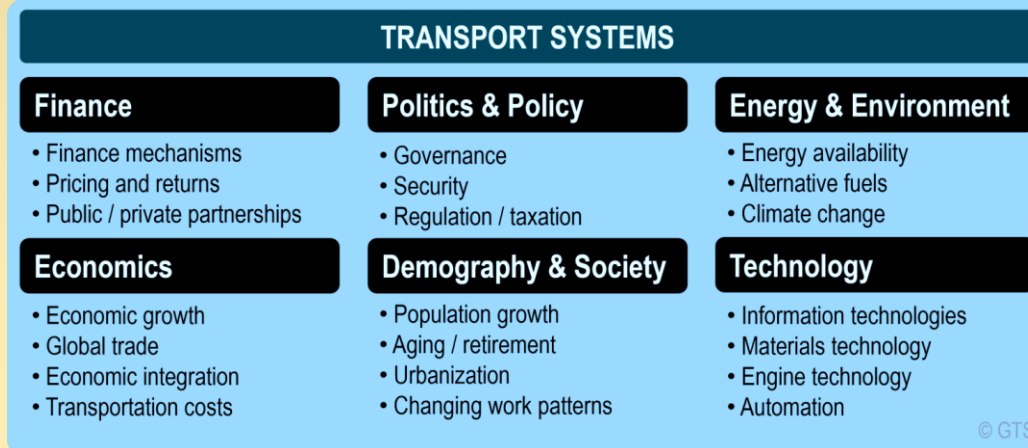 TRANSPORT SYSTEMS
Finance
• Finance mechanisms
• Pricing and returns
• Public / private partnerships
Politics & Policy
• Governance
• Security
• Regulation / taxation
Energy & Environment
• Energy availability
• Alternative fuels
• Climate change
Economics
• Economic growth
• Global trade
• Economic integration
• Transportation costs
Demography & Society
• Population growth
• Aging / retirement
• Urbanization
• Changing work patterns
Technology
• Information technologies
• Materials technology
• Engine technology
• Automation
© GTS